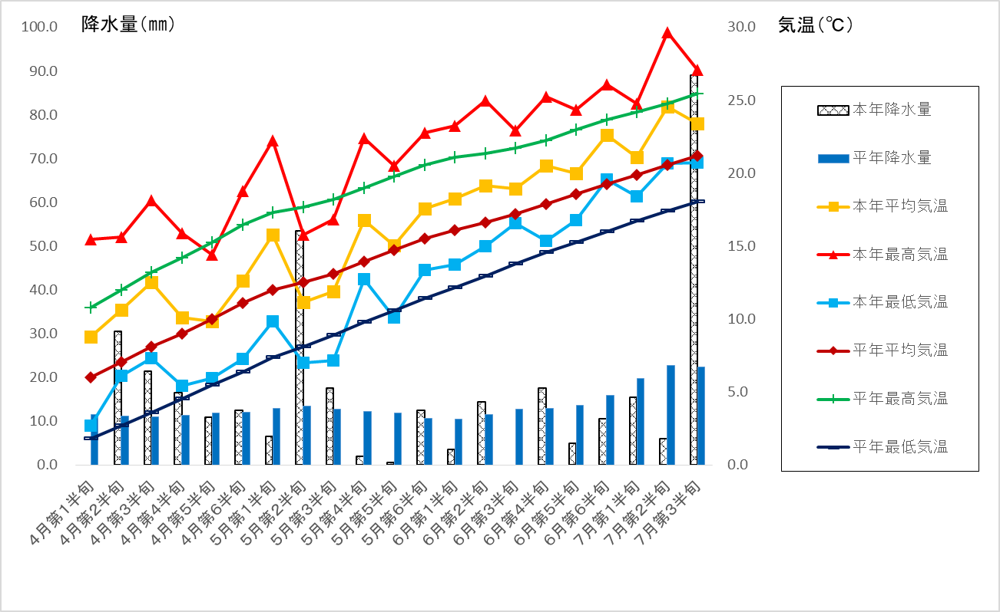 降水量(㎜)
気温(℃)
100.0
90.0
80.0
70.0
60.0
50.0
40.0
30.0
20.0
10.0
0.0
30.0
25.0
20.0
15.0
10.0
5.0
0.0
本年降水量
平年降水量
本年平均気温
本年最高気温
本年最低気温
平年平均気温
平年最高気温
平年最低気温
4月第1半旬
4月第2半旬
4月第3半旬
4月第4半旬
4月第5半旬
4月第6半旬
5月第1半旬
5月第2半旬
5月第3半旬
5月第4半旬
5月第5半旬
5月第6半旬
6月第1半旬
6月第2半旬
6月第3半旬
6月第4半旬
6月第5半旬
6月第6半旬
7月第1半旬
7月第2半旬
7月第3半旬